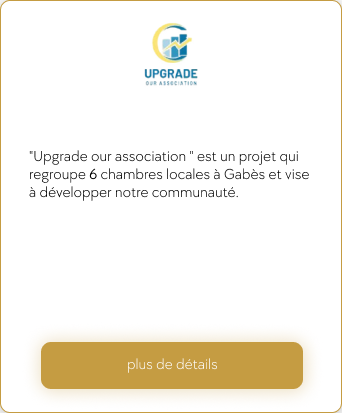 UPGRADE
OUR ASSOCIATION
"Upgrade our association " est un projet qui
regroupe 6 chambres locales à Gabès et vise
à développer notre communauté.
plus de détails